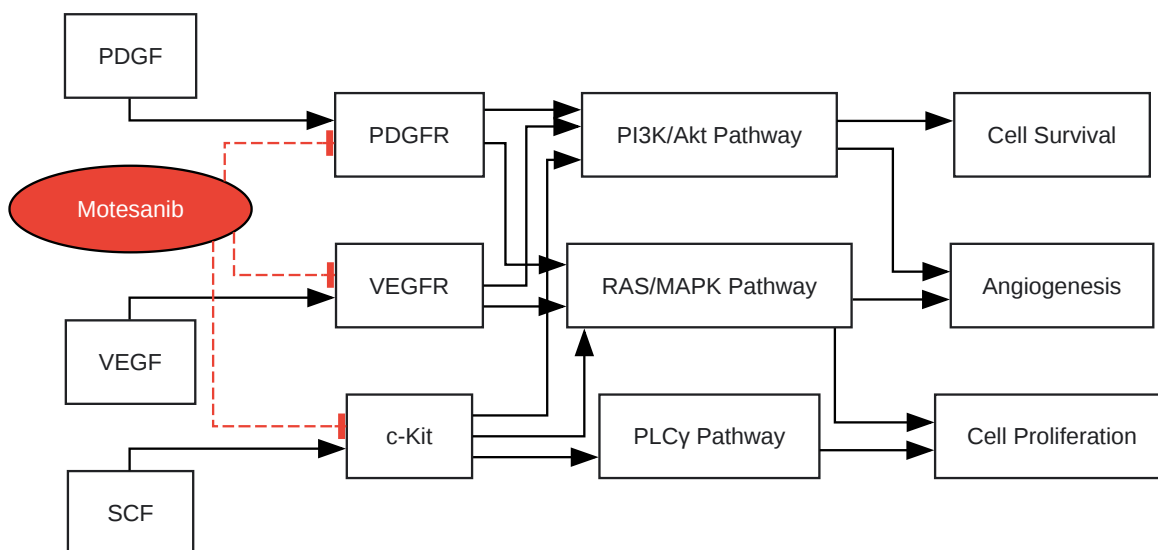 PDGF
PDGFR
PI3K/Akt Pathway
Cell Survival
Motesanib
VEGFR
RAS/MAPK Pathway
Angiogenesis
VEGF
c-Kit
PLCγ Pathway
Cell Proliferation
SCF